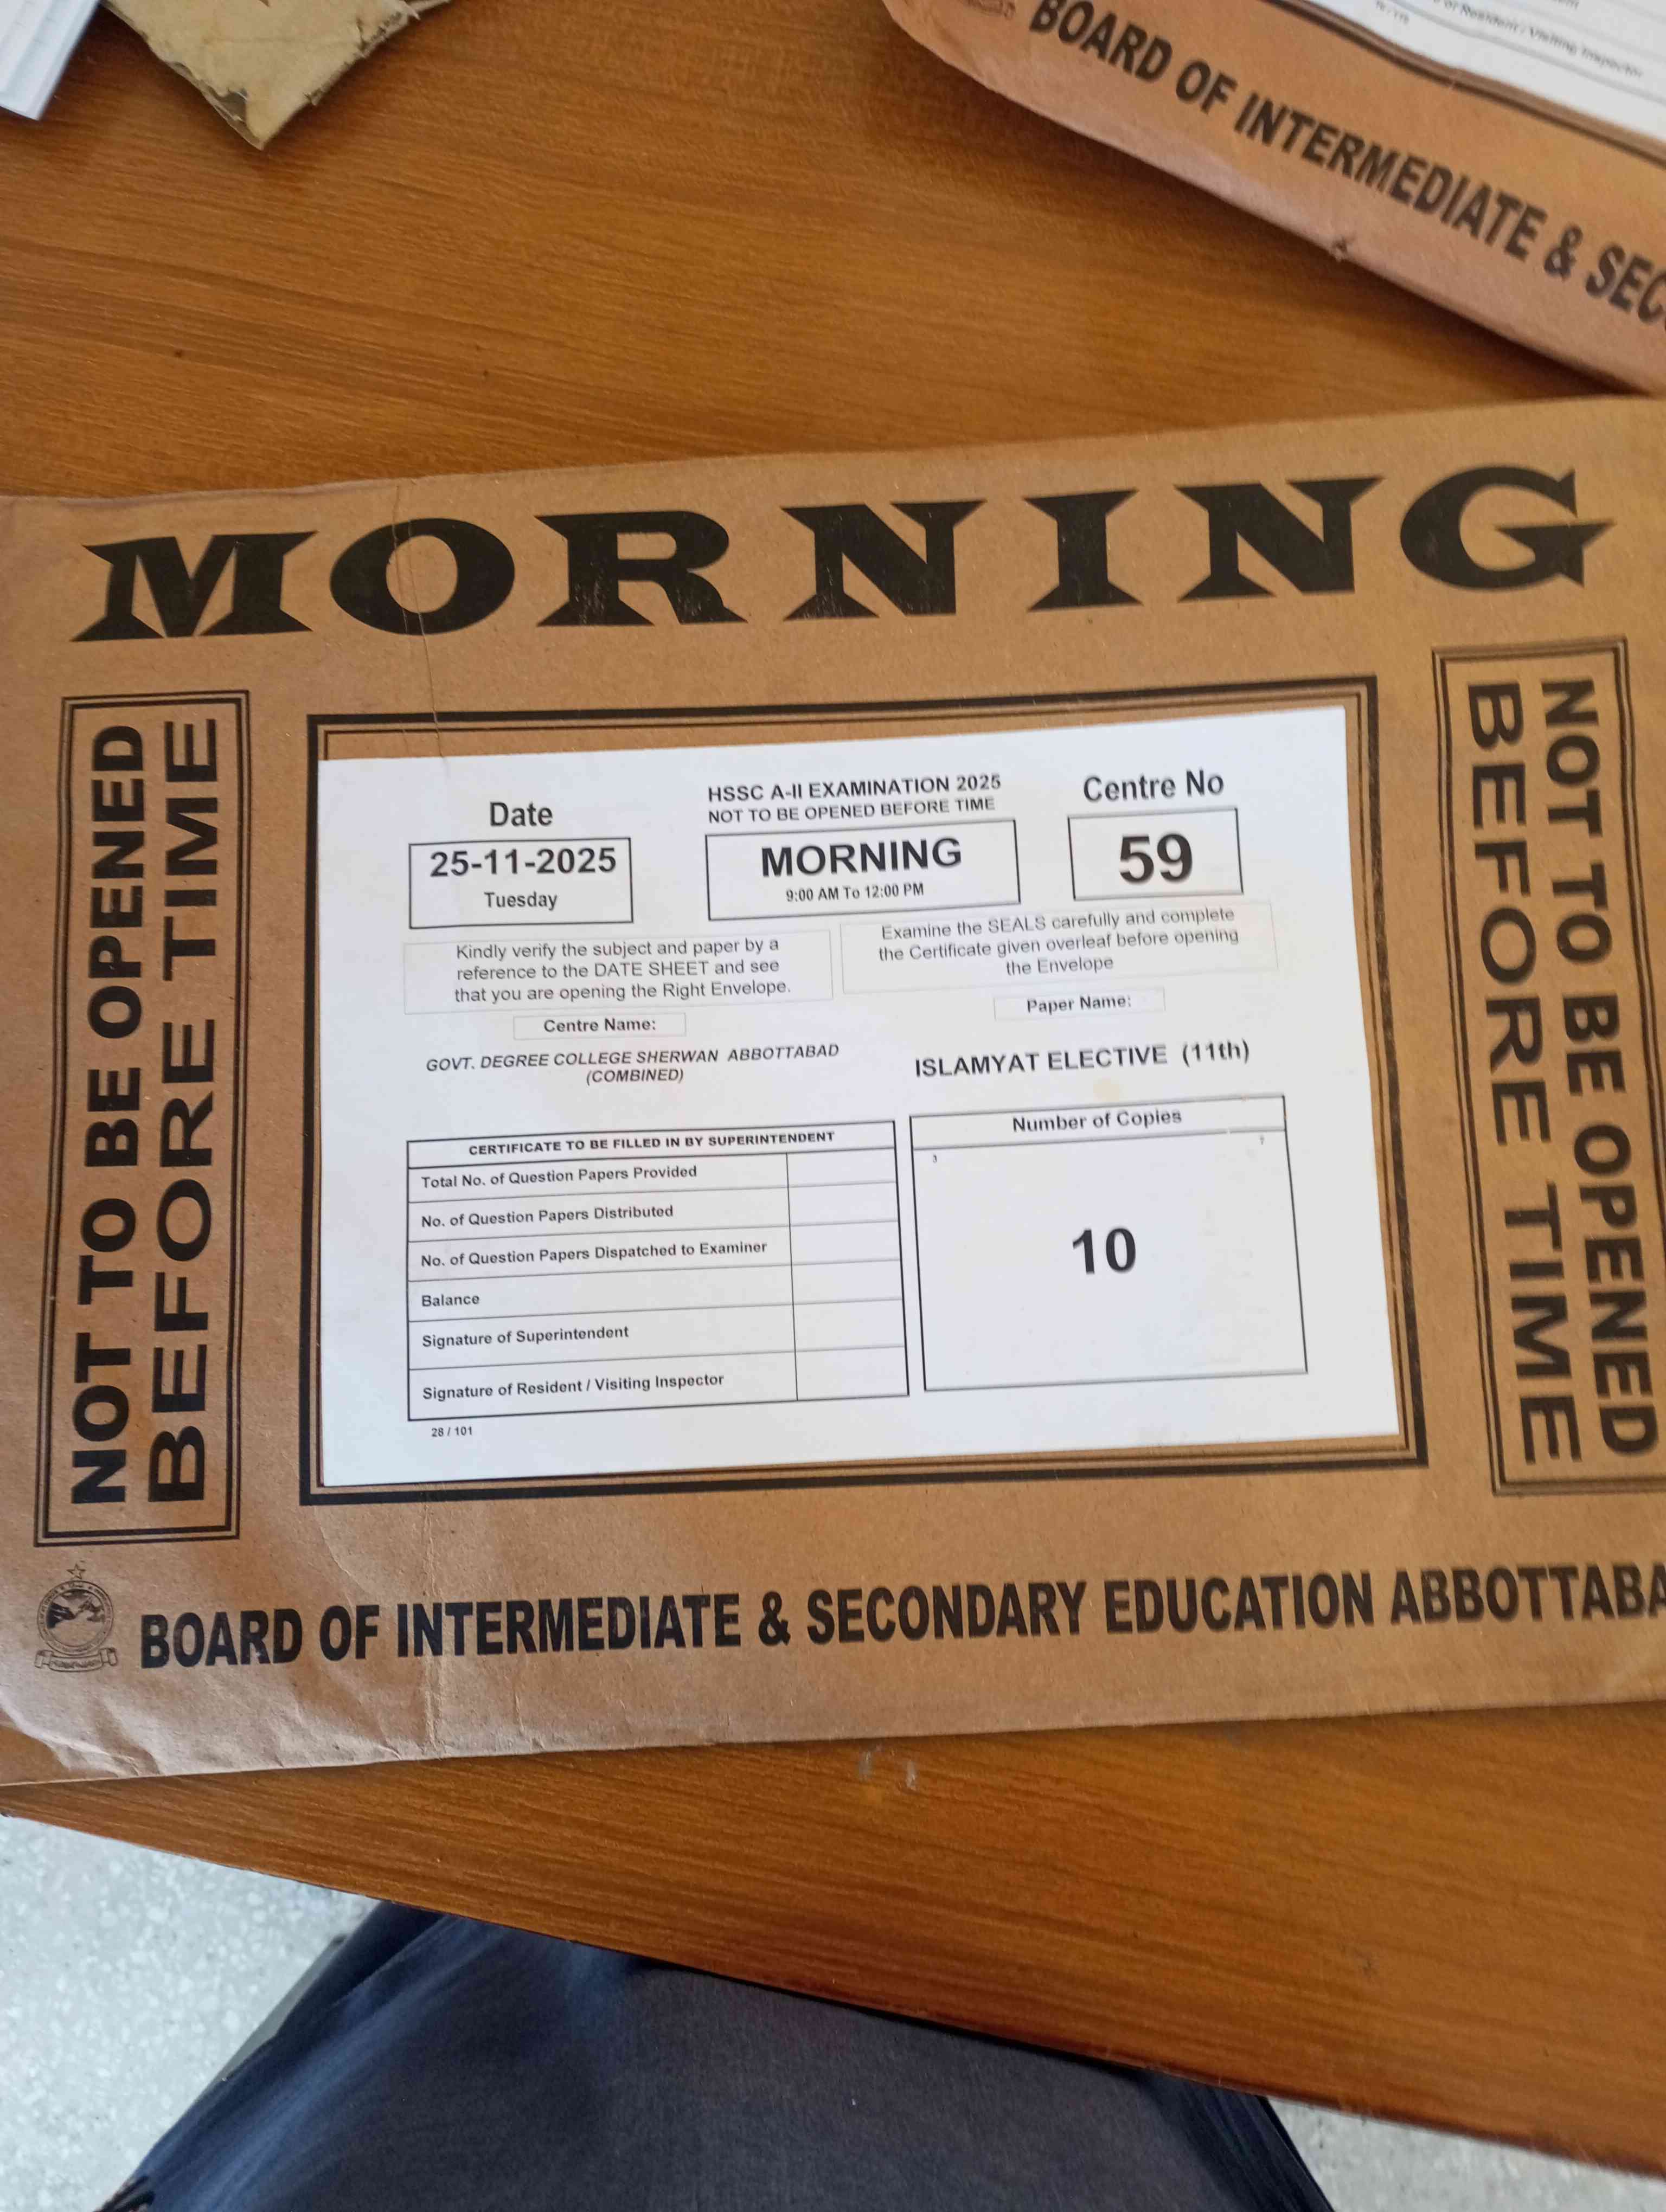 or Resident / Visiting Inspector
BOARD OF INTERMEDIATE & SEC
MORNING
NOT TO BE OPENED
BEFORE TIME
Date
25-11-2025
Tuesday
HSSC A-II EXAMINATION 2025
NOT TO BE OPENED BEFORE TIME
MORNING
9:00 AM To 12:00 PM
Centre No
59
Kindly verify the subject and paper by a
reference to the DATE SHEET and see
that you are opening the Right Envelope.
Examine the SEALS carefully and complete
the Certificate given overleaf before opening
the Envelope
Centre Name:
GOVT. DEGREE COLLEGE SHERWAN ABBOTTABAD
(COMBINED)
Paper Name:
ISLAMYAT ELECTIVE (11th)
CERTIFICATE TO BE FILLED IN BY SUPERINTENDENT
Total No. of Question Papers Provided
No. of Question Papers Distributed
No. of Question Papers Dispatched to Examiner
Balance
Signature of Superintendent
Signature of Resident / Visiting Inspector
28 / 101
Number of Copies
3
7
10
NOT TO BE OPENED
BEFORE TIME
BOARD OF INTERMEDIATE & SECONDARY EDUCATION ABBOTTABA